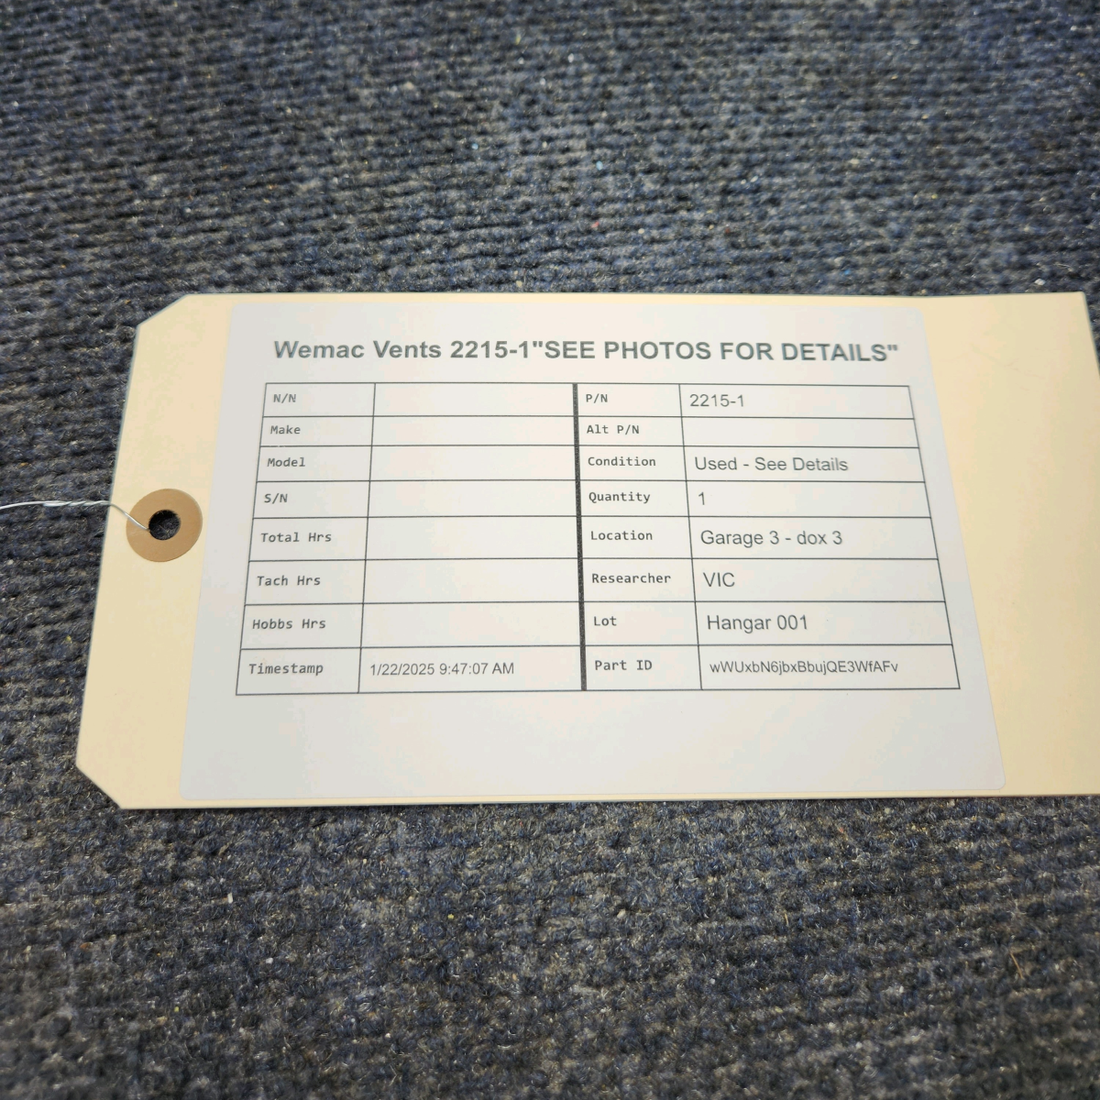 Wemac Vents 2215-1"SEE PHOTOS FOR DETAILS"
N/N P/N 2215-1
Make Alt P/N
Model Condition Used - See Details
S/N Quantity 1
Total Hrs Location Garage 3 - dox 3
Tach Hrs Researcher VIC
Hobbs Hrs Lot Hangar 001
Timestamp 1/22/2025 9:47:07 AM Part ID wWUxbN6jbxBbujQE3WfAFv